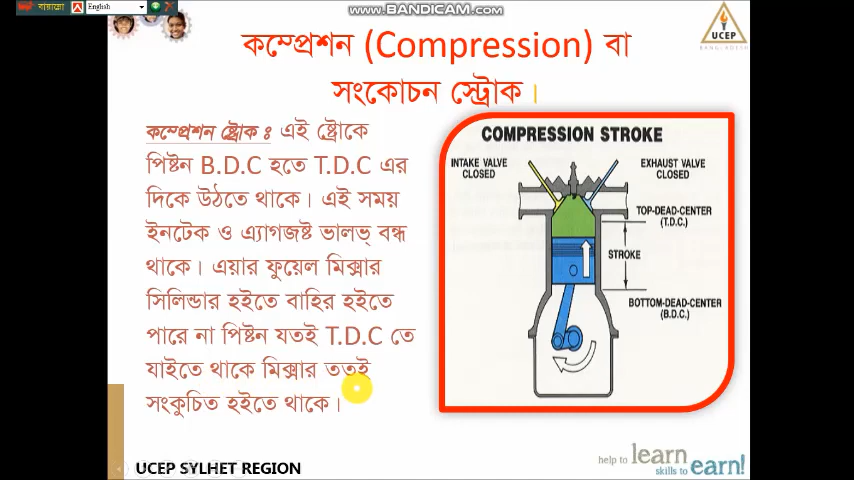 বায়ান্নো
English
WWW.BANDICAM.COM
UCEP
BANGLADESH
কম্প্রেশন (Compression) বা
সংকোচন স্ট্রোক ।
কম্প্রেশন স্ট্রোক ঃ এই স্ট্রোকে
পিষ্টন B.D.C হতে T.D.C এর
দিকে উঠতে থাকে। এই সময়
ইনটেক ও এ্যাগজষ্ট ভালভ্ বন্ধ
থাকে। এয়ার ফুয়েল মিক্সার
সিলিন্ডার হইতে বাহির হইতে
পারে না পিষ্টন যতই T.D.C তে
যাইতে থাকে মিক্সার ততই
সংকুচিত হইতে থাকে।
COMPRESSION STROKE
INTAKE VALVE
CLOSED
EXHAUST VALVE
CLOSED
TOP-DEAD-CENTER
(T.D.C.)
STROKE
BOTTOM-DEAD-CENTER
(B.D.C.)
UCEP SYLHET REGION
help to learn
skills to earn!